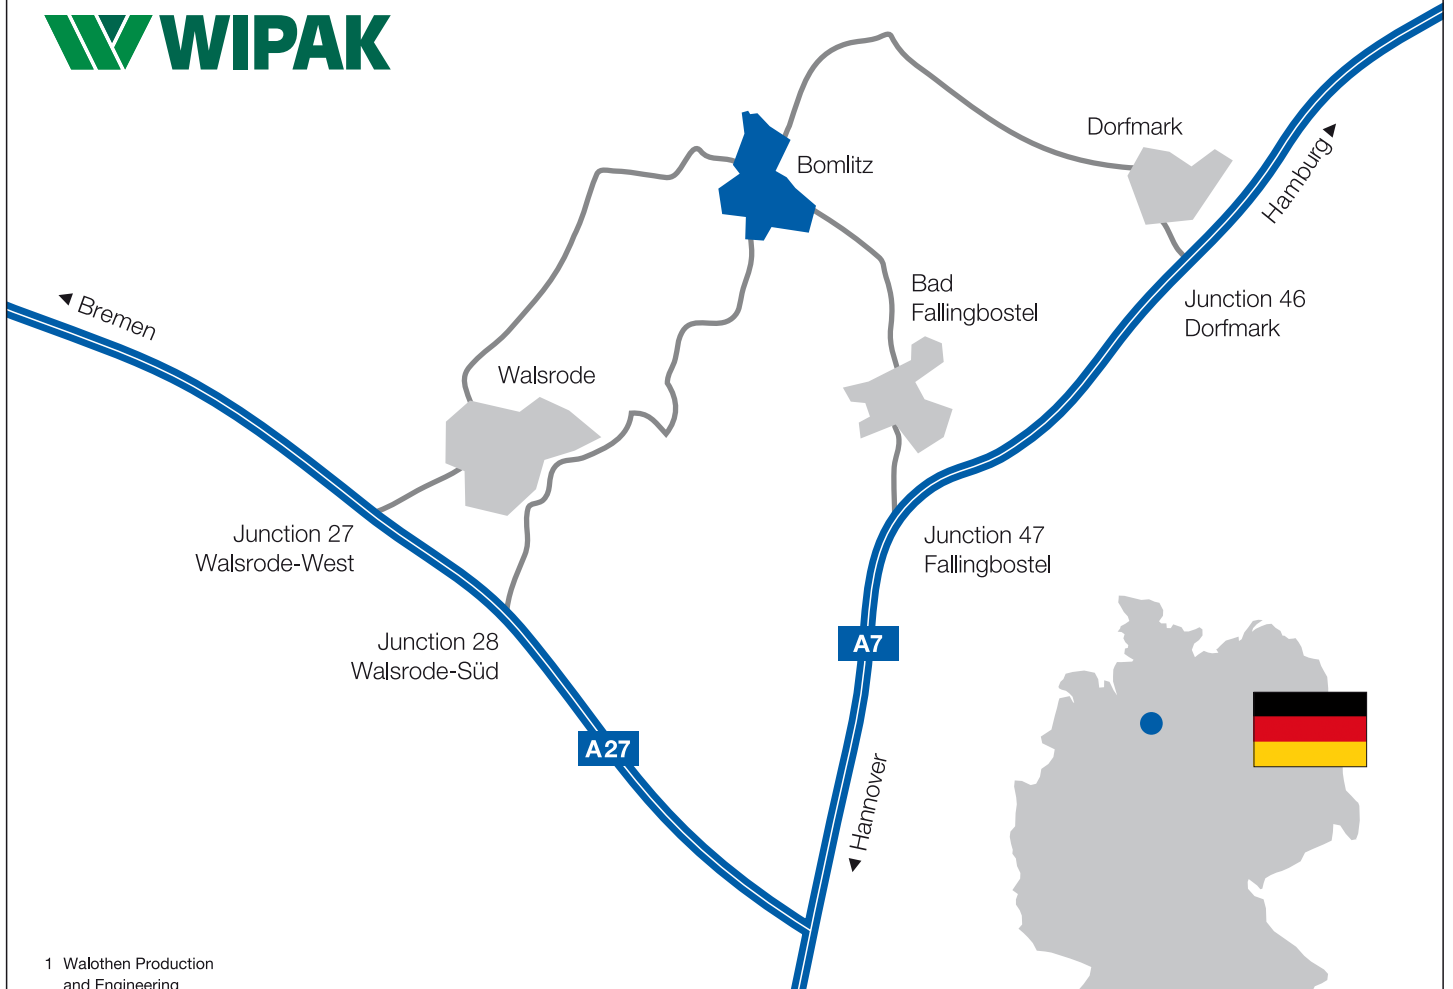 WIPAK
Dorfmark
Hamburg
Bomlitz
Bad
Fallingbostel
Junction 46
Dorfmark
Bremen
Walsrode
Junction 27
Walsrode-West
Junction 47
Fallingbostel
Junction 28
Walsrode-Süd
A7
A27
Hannover
1 Walothen Production
and Engineering